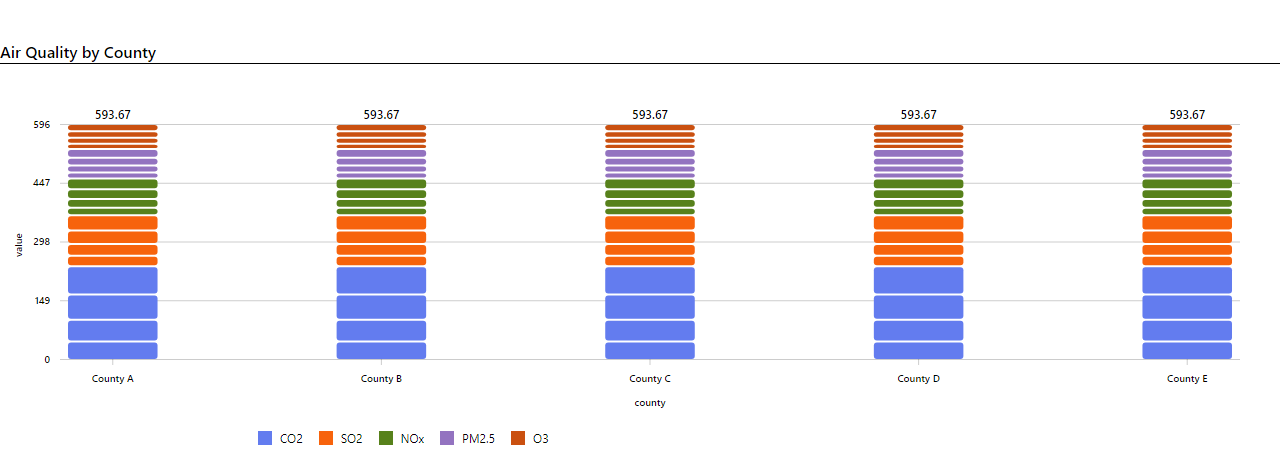 Air Quality by County
593.67 593.67 593.67 593.67 593.67
596
447
298
149
0
value
County A County B County C County D County E
county
CO2 SO2 NOx PM2.5 O3